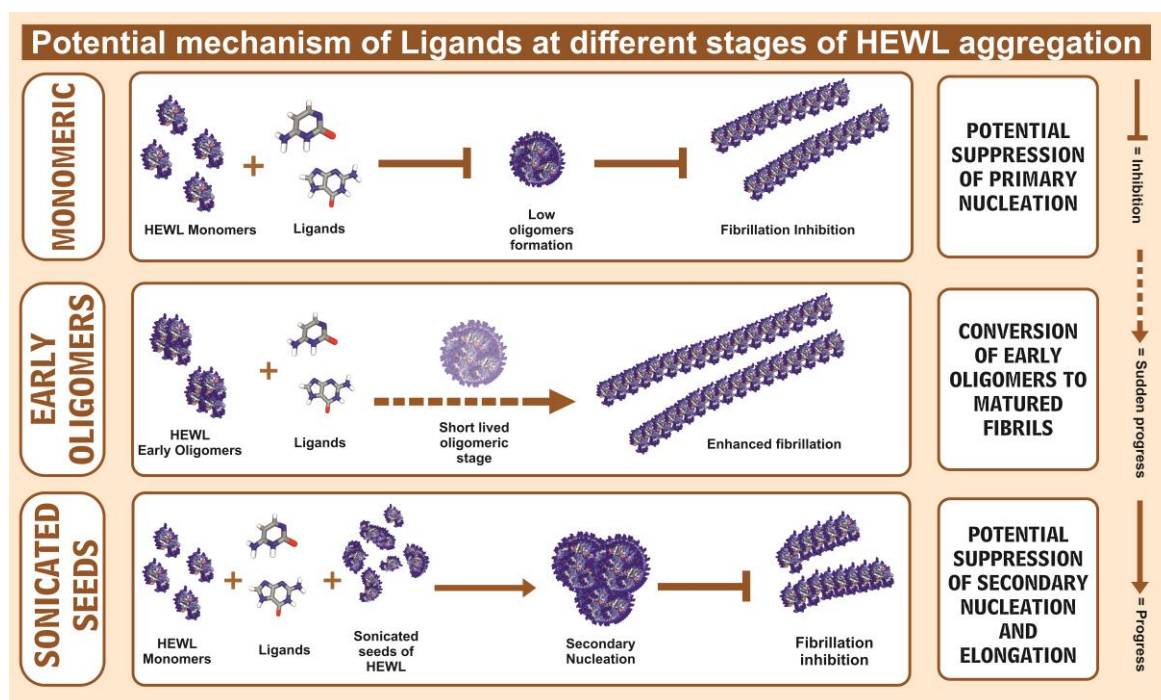 Potential mechanism of Ligands at different stages of HEWL aggregation
MONOMERIC
HEWL Monomers
+
Ligands
Low
oligomers
formation
Fibrillation Inhibition
POTENTIAL
SUPPRESSION
OF PRIMARY
NUCLEATION
= Inhibition
EARLY
OLIGOMERS
HEWL
Early Oligomers
+
Ligands
Short lived
oligomeric
stage
Enhanced fibrillation
CONVERSION
OF EARLY
OLIGOMERS TO
MATURED
FIBRILS
= Sudden progress
SONICATED
SEEDS
HEWL
Monomers
+
Ligands
+
Sonicated
seeds of
HEWL
Secondary
Nucleation
Fibrillation
inhibition
POTENTIAL
SUPPRESSION
OF SECONDARY
NUCLEATION
AND
ELONGATION
= Progress